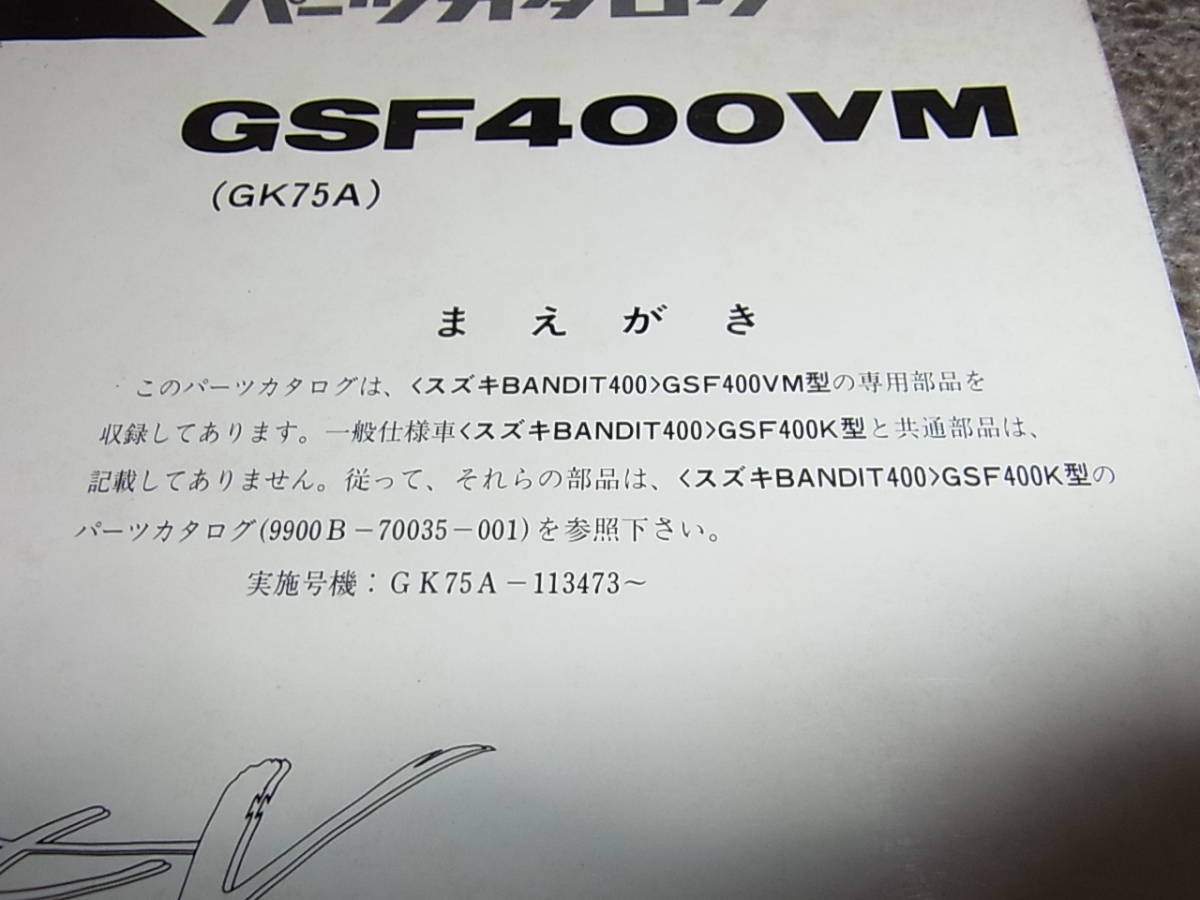 パーツカタログ
GSF400VM
(GK75A)
まえがき
このパーツカタログは、<スズキBANDIT400>GSF400VM型の専用部品を
収録してあります。一般仕様車<スズキBANDIT400>GSF400K型と共通部品は、
記載してありません。従って、それらの部品は、<スズキBANDIT400>GSF400K型の
パーツカタログ(9900B-70035-001)を参照下さい。
実施号機：GK75A-113473~